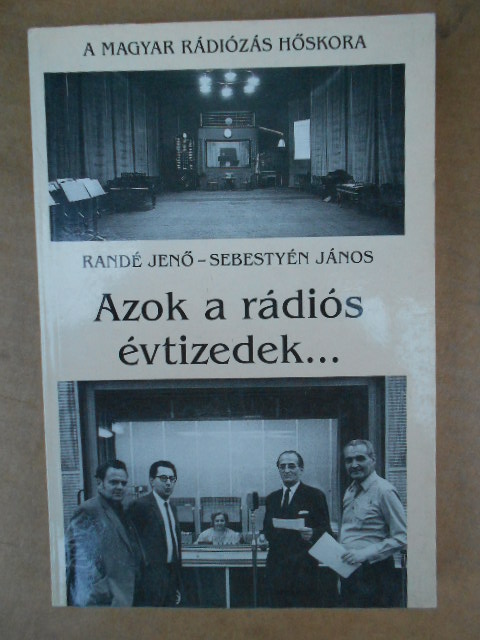 A MAGYAR RÁDIÓZÁS HŐSKORA
RANDÉ JENŐ – SEBESTYÉN JÁNOS
Azok a rádiós
évtizedek...